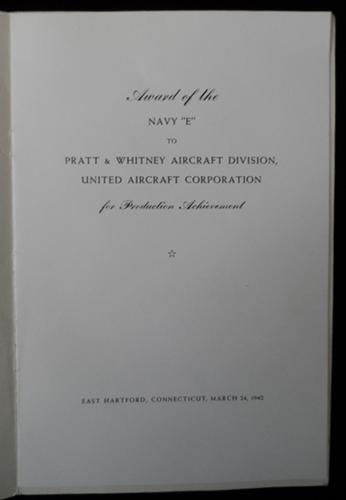 Award of the
NAVY "E"
TO
PRATT & WHITNEY AIRCRAFT DIVISION,
UNITED AIRCRAFT CORPORATION
for Production Achievement
EAST HARTFORD, CONNECTICUT, MARCH 24, 1942